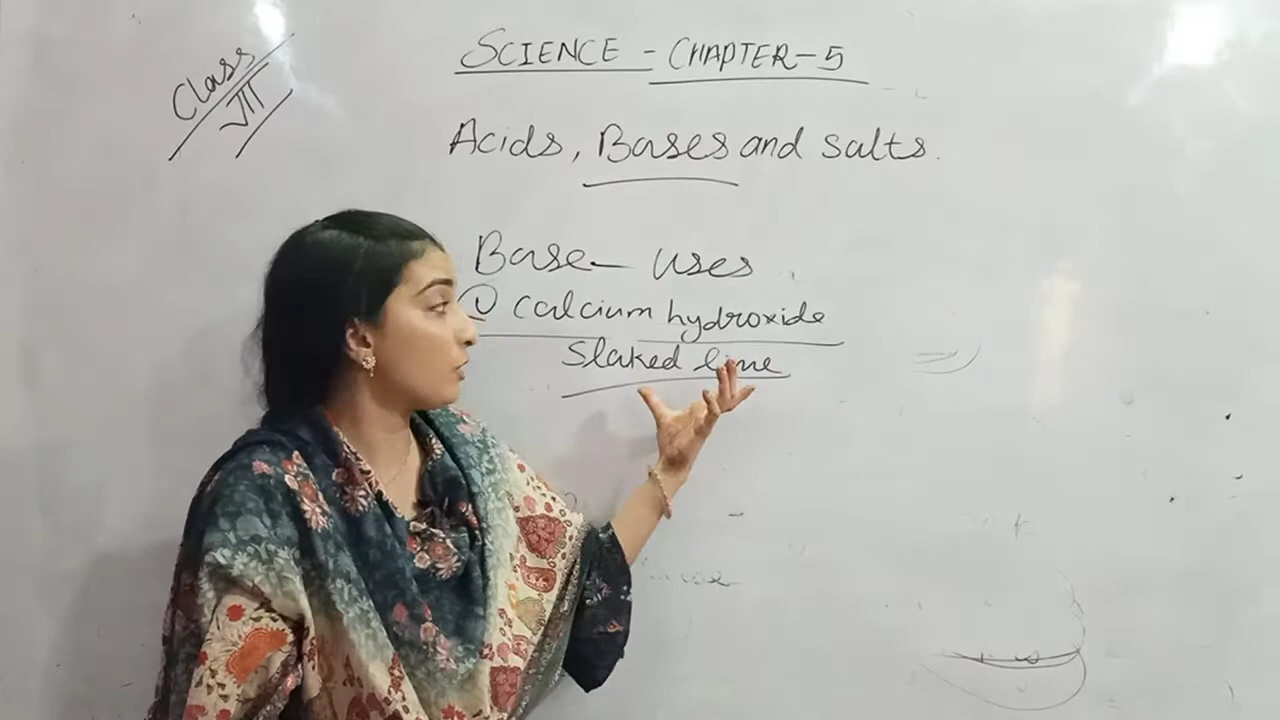 Class
VII
SCIENCE - CHAPTER-5
Acids, Bases and salts.
Base - uses
① calcium hydroxide
slaked lime